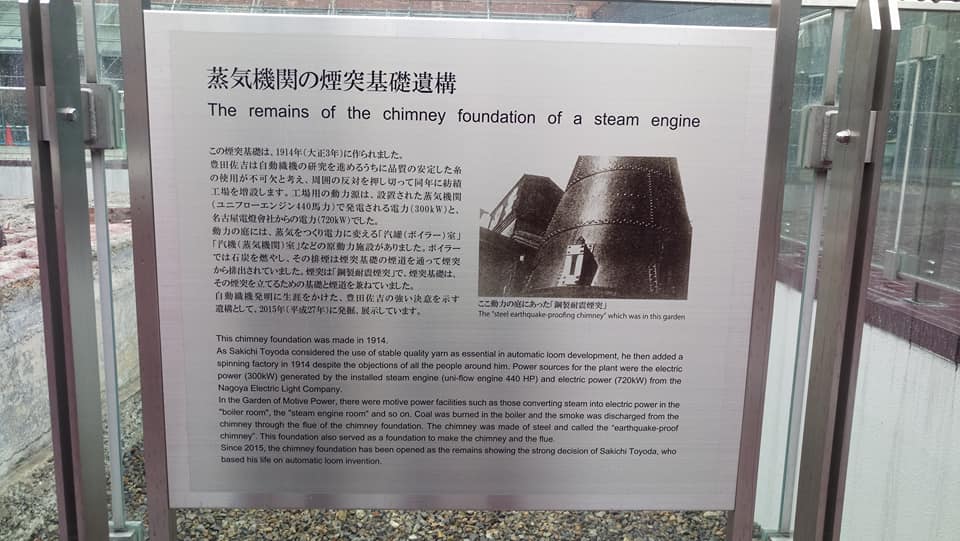 蒸気機関の煙突基礎遺構
The remains of the chimney foundation of a steam engine
この煙突基礎は、1914年(大正3年)に作られました。
豊田佐吉は自動織機の研究を進めるうちに品質の安定した糸
の使用が不可欠と考え、周囲の反対を押し切って同年に紡績
工場を増設します。工場用の動力源は、設置された蒸気機関
(ユニフローエンジン440馬力)で発電される電力(300kW)と、
名古屋電燈會社からの電力(720kW)でした。
動力の庭には、蒸気をつくり電力に変える「汽罐(ボイラー)室」
「汽機(蒸気機関)室」などの原動力施設がありました。ボイラー
では石炭を燃やし、その排煙は煙突基礎の煙道を通って煙突
から排出されていました。煙突は「鋼製耐震煙突」で、煙突基礎は、
その煙突を立てるための基礎と煙道を兼ねていました。
自動織機発明に生涯をかけた、豊田佐吉の強い決意を示す
遺構として、2015年(平成27年)に発掘、展示しています。
ここ動力の庭にあった「鋼製耐震煙突」
The "steel earthquake-proofing chimney" which was in this garden
This chimney foundation was made in 1914.
As Sakichi Toyoda considered the use of stable quality yarn as essential in automatic loom development, he then added a
spinning factory in 1914 despite the objections of all the people around him. Power sources for the plant were the electric
power (300kW) generated by the installed steam engine (uni-flow engine 440 HP) and electric power (720kW) from the
Nagoya Electric Light Company.
In the Garden of Motive Power, there were motive power facilities such as those converting steam into electric power in the
"boiler room", the "steam engine room" and so on. Coal was burned in the boiler and the smoke was discharged from the
chimney through the flue of the chimney foundation. The chimney was made of steel and called the "earthquake-proof
chimney". This foundation also served as a foundation to make the chimney and the flue.
Since 2015, the chimney foundation has been opened as the remains showing the strong decision of Sakichi Toyoda, who
based his life on automatic loom invention.